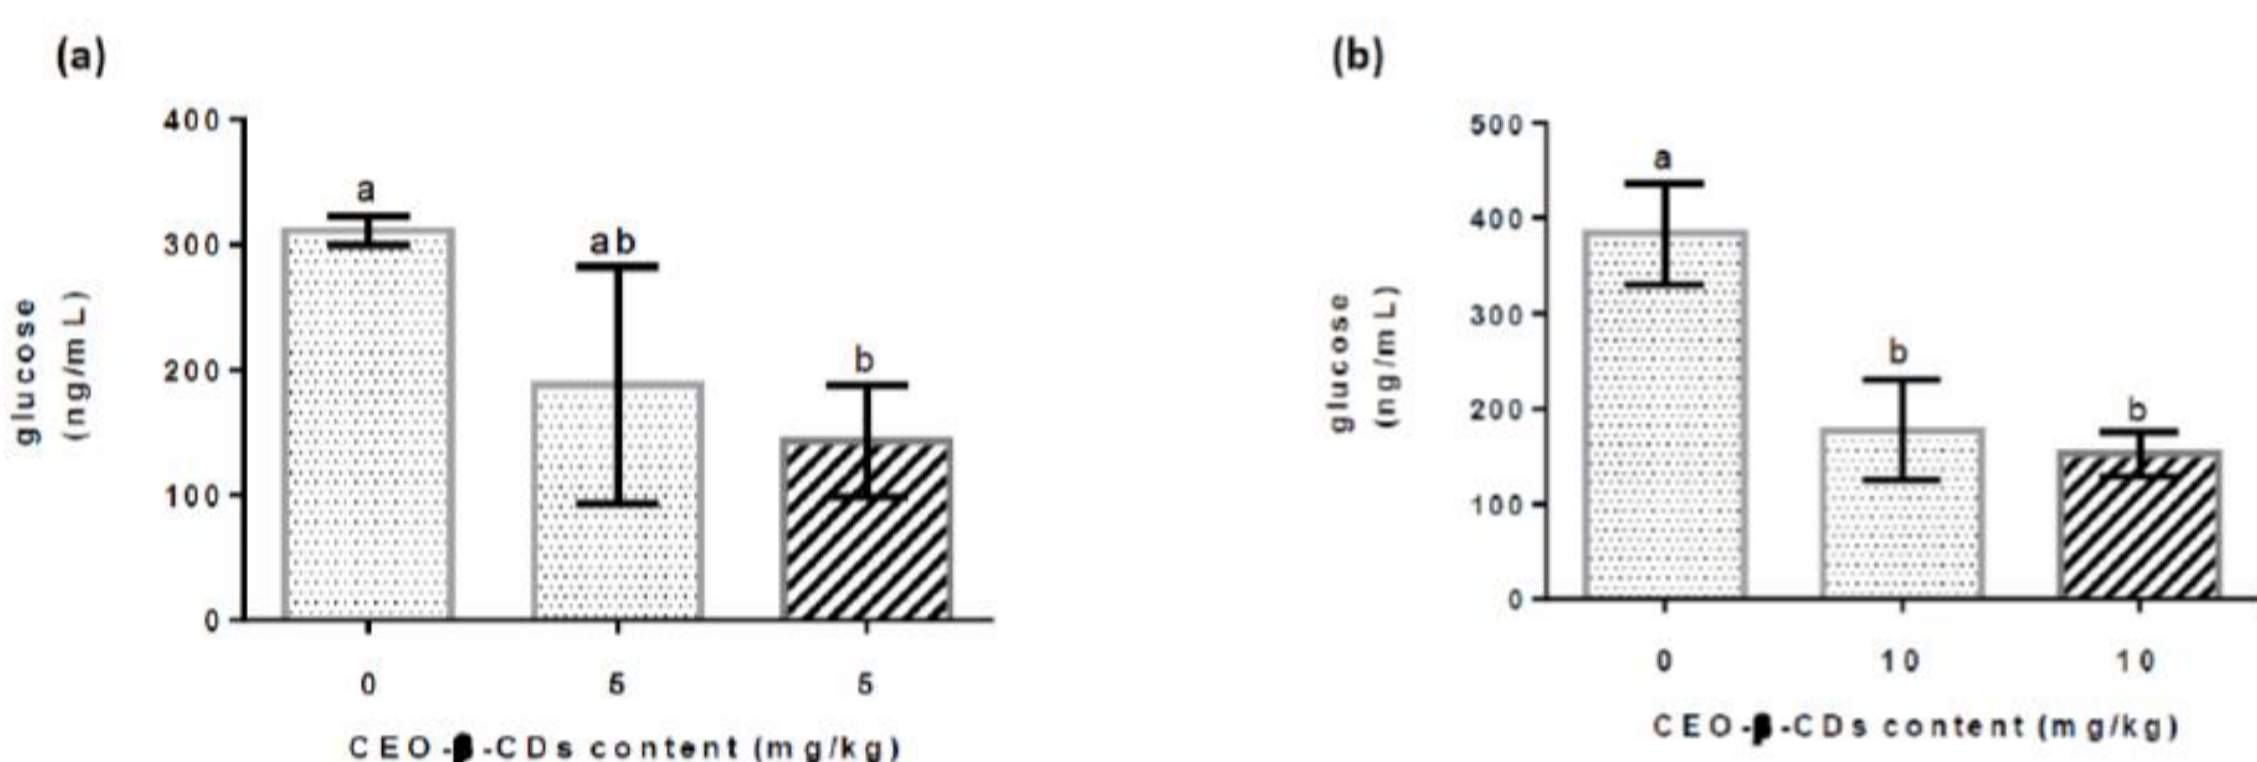 (a)
400
300
200
100
0
glucose
(ng/mL)
a
ab
b
0 5 5
CEO-β-CDs content (mg/kg)
(b)
500
400
300
200
100
0
glucose
(ng/mL)
a
b
b
0 10 10
CEO-β-CDs content (mg/kg)